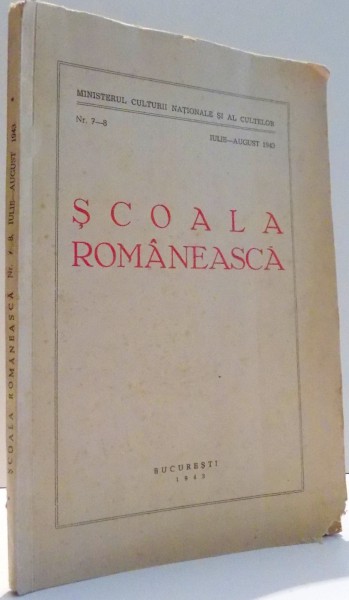 MINISTERUL CULTURII NAȚIONALE ȘI AL CULTELOR
Nr. 7—8
IULIE—AUGUST 1943
ȘCOALA
ROMÂNEASCĂ
BUCUREȘTI
1943
ȘCOALA ROMÂNEASCĂ Nr. 7-8, IULIE-AUGUST 1943